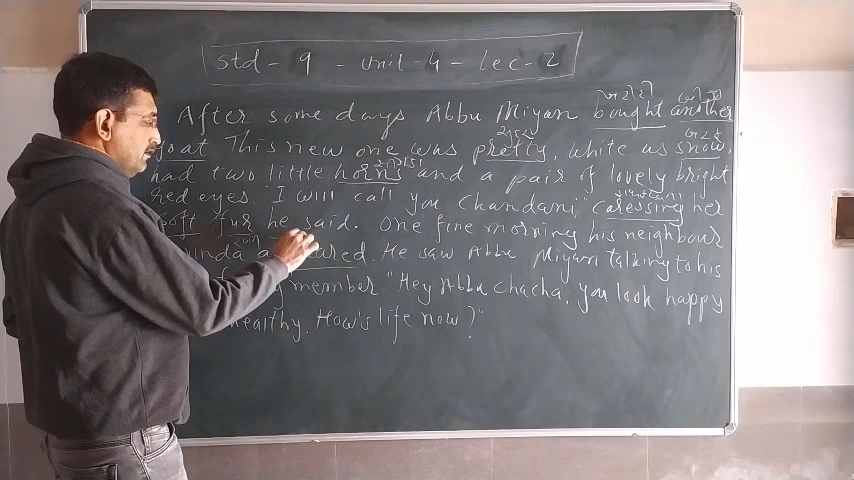 std - 9 - unit - 4 - lec - 2
After some days Abbu Miyan bought another
goat This new one was pretty, white as snow.
had two little horns and a pair of lovely bright
red eyes. "I will call you Chandani," caressing her
soft fur he said. One fine morning his neighbour
He saw Abbu Miyan talking to his
member. "Hey Abbu Chacha, you look happy
healthy. How's life now?"